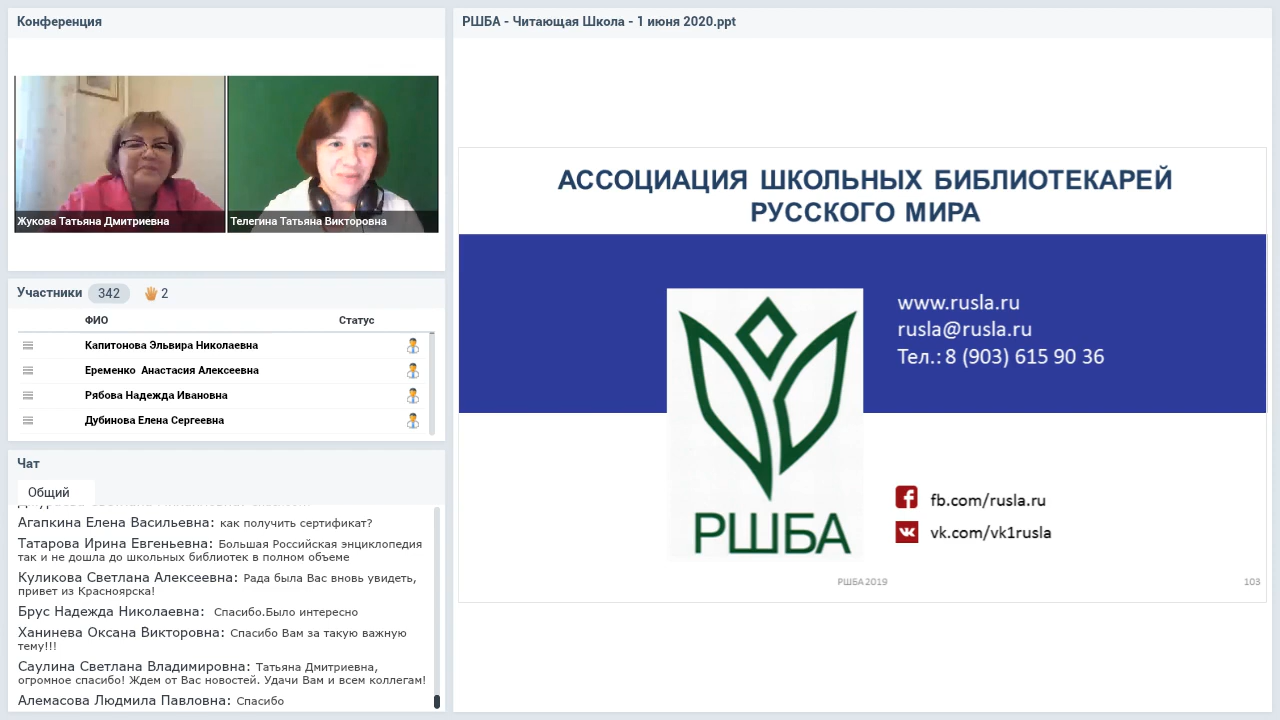 Конференция
Жукова Татьяна Дмитриевна
Телегина Татьяна Викторовна
Участники 342 2
ФИО Статус
Капитонова Эльвира Николаевна
Еременко Анастасия Алексеевна
Рябова Надежда Ивановна
Дубинова Елена Сергеевна
Чат
Общий
Агапкина Елена Васильевна: как получить сертификат?
Татарова Ирина Евгеньевна: Большая Российская энциклопедия
так и не дошла до школьных библиотек в полном объеме
Куликова Светлана Алексеевна: Рада была Вас вновь увидеть,
привет из Красноярска!
Брус Надежда Николаевна: Спасибо.Было интересно
Ханинева Оксана Викторовна: Спасибо Вам за такую важную
тему!!!
Саулина Светлана Владимировна: Татьяна Дмитриевна,
огромное спасибо! Ждем от Вас новостей. Удачи Вам и всем коллегам!
Алемасова Людмила Павловна: Спасибо
РШБА - Читающая Школа - 1 июня 2020.ppt
АССОЦИАЦИЯ ШКОЛЬНЫХ БИБЛИОТЕКАРЕЙ
РУССКОГО МИРА
www.rusla.ru
rusla@rusla.ru
Тел.: 8 (903) 615 90 36
РШБА
fb.com/rusla.ru
vk.com/vk1rusla
РШБА2019
103